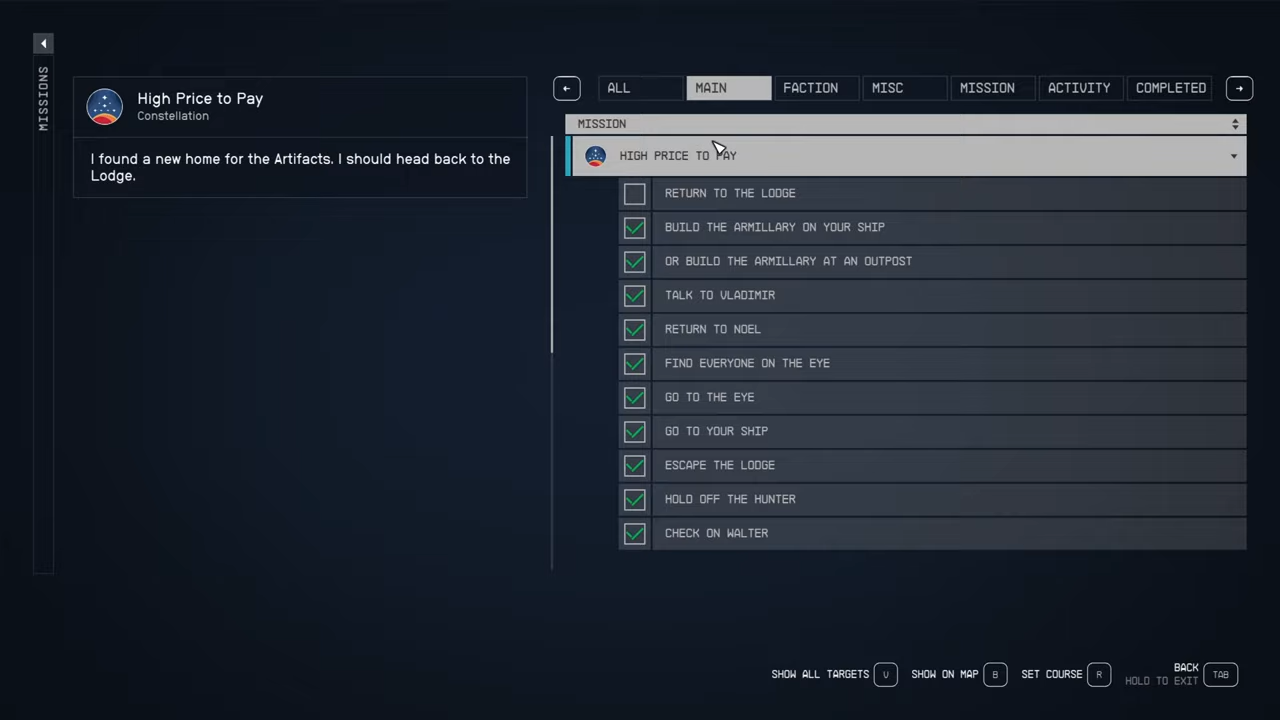 MISSIONS
High Price to Pay
Constellation
I found a new home for the Artifacts. I should head back to the
Lodge.
ALL
MAIN
FACTION
MISC
MISSION
ACTIVITY
COMPLETED
MISSION
HIGH PRICE TO PAY
RETURN TO THE LODGE
BUILD THE ARMILLARY ON YOUR SHIP
OR BUILD THE ARMILLARY AT AN OUTPOST
TALK TO VLADIMIR
RETURN TO NOEL
FIND EVERYONE ON THE EYE
GO TO THE EYE
GO TO YOUR SHIP
ESCAPE THE LODGE
HOLD OFF THE HUNTER
CHECK ON WALTER
SHOW ALL TARGETS V
SHOW ON MAP B
SET COURSE R
BACK
HOLD TO EXIT
TAB